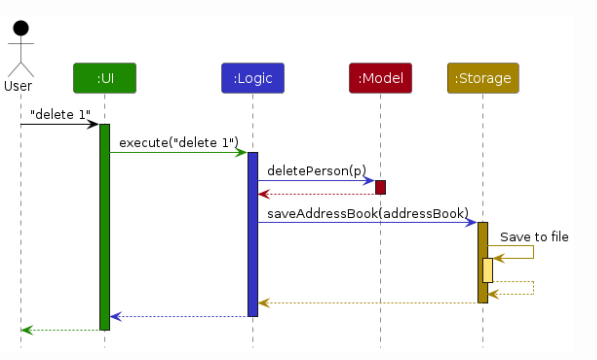 User
:UI
:Logic
:Model
:Storage
"delete 1"
execute("delete 1")
deletePerson(p)
saveAddressBook(addressBook)
Save to file